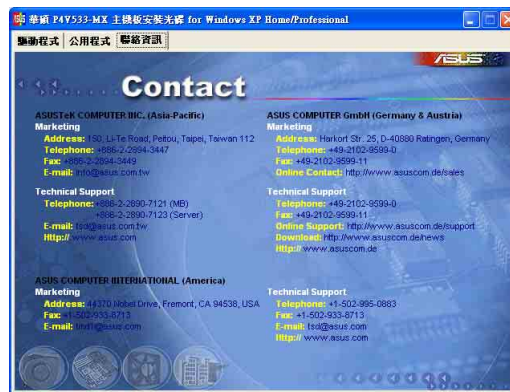 華碩 P4V533-MX 主機板安裝光碟 for Windows XP Home/Professional
驅動程式 公用程式 聯絡資訊
ASUS
Contact
ASUSTeK COMPUTER INC. (Asia-Pacific)
Marketing
Address: 150, Li-Te Road, Peitou, Taipei, Taiwan 112
Telephone: +886-2-2894-3447
Fax: +886-2-2894-3449
E-mail: info@asus.com.tw
Technical Support
Telephone: +886-2-2890-7121 (MB)
+886-2-2890-7123 (Server)
E-mail: tsd@asus.com.tw
Http:// www.asus.com
ASUS COMPUTER GmbH (Germany & Austria)
Marketing
Address: Harkort Str. 25, D-40880 Ratingen, Germany
Telephone: +49-2102-9599-0
Fax: +49-2102-9599-11
Online Contact: http://www.asuscom.de/sales
Technical Support
Telephone: +49-2102-9599-0
Fax: +49-2102-9599-11
Online Support: http://www.asuscom.de/support
Download: http://www.asuscom.de/news
Http:// www.asuscom.de
ASUS COMPUTER INTERNATIONAL (America)
Marketing
Address: 44370 Nobel Drive, Fremont, CA 94538, USA
Fax: +1-502-933-8713
E-mail: tmd1@asus.com
Technical Support
Telephone: +1-502-995-0883
Fax: +1-502-933-8713
E-mail: tsd@asus.com
Http:// www.asus.com